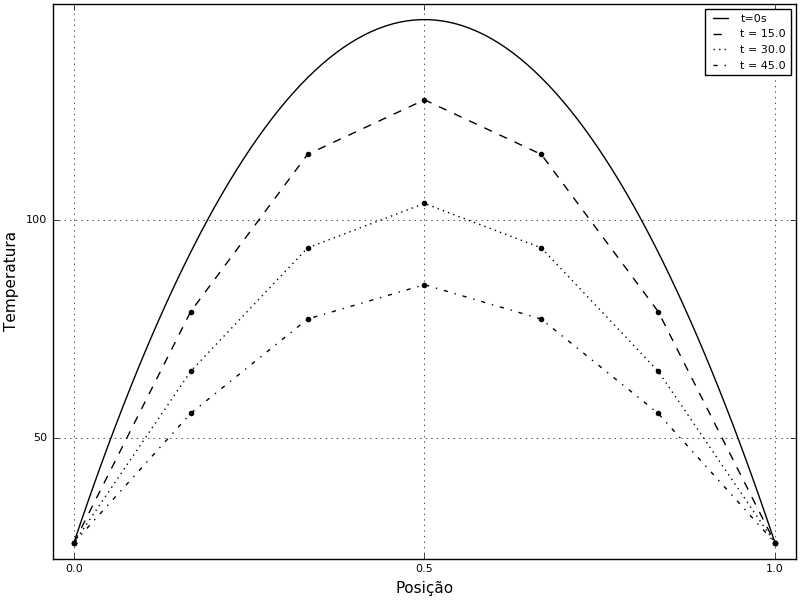 t=0s
t = 15.0
t = 30.0
t = 45.0
100
50
Temperatura
0.0
0.5
1.0
Posição